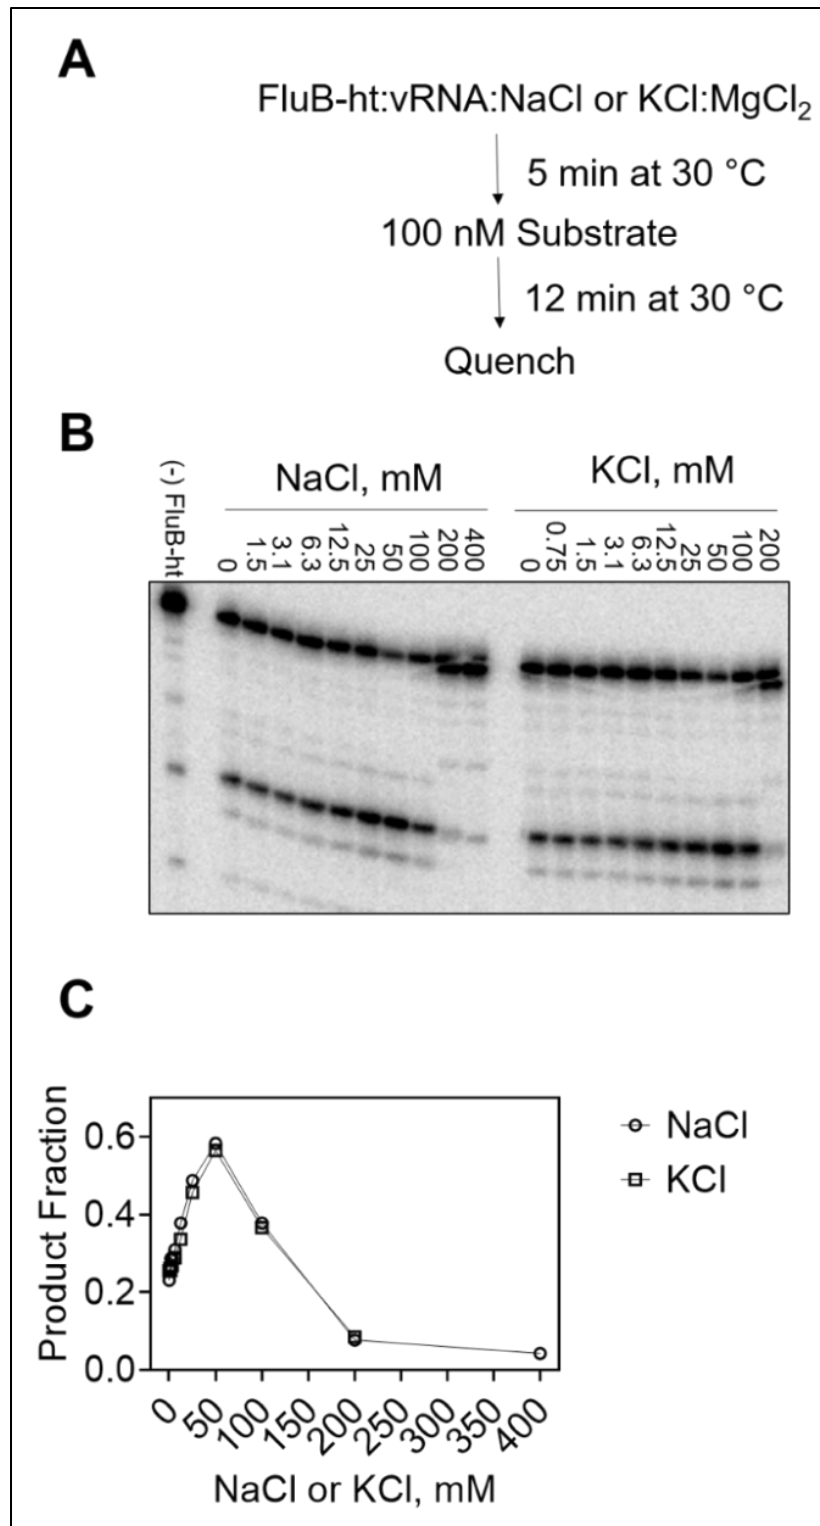 A
FluB-ht:vRNA:NaCl or KCl:MgCl₂
5 min at 30 °C
100 nM Substrate
12 min at 30 °C
Quench
B
(-) FluB-ht
NaCl, mM
KCl, mM
0 1.5 3.1 6.3 12.5 25 50 100 200 400
0 0.75 1.5 3.1 6.3 12.5 25 50 100 200
C
Product Fraction
0.6
0.4
0.2
0.0
0 50 100 150 200 250 300 350 400
NaCl or KCl, mM
NaCl
KCl